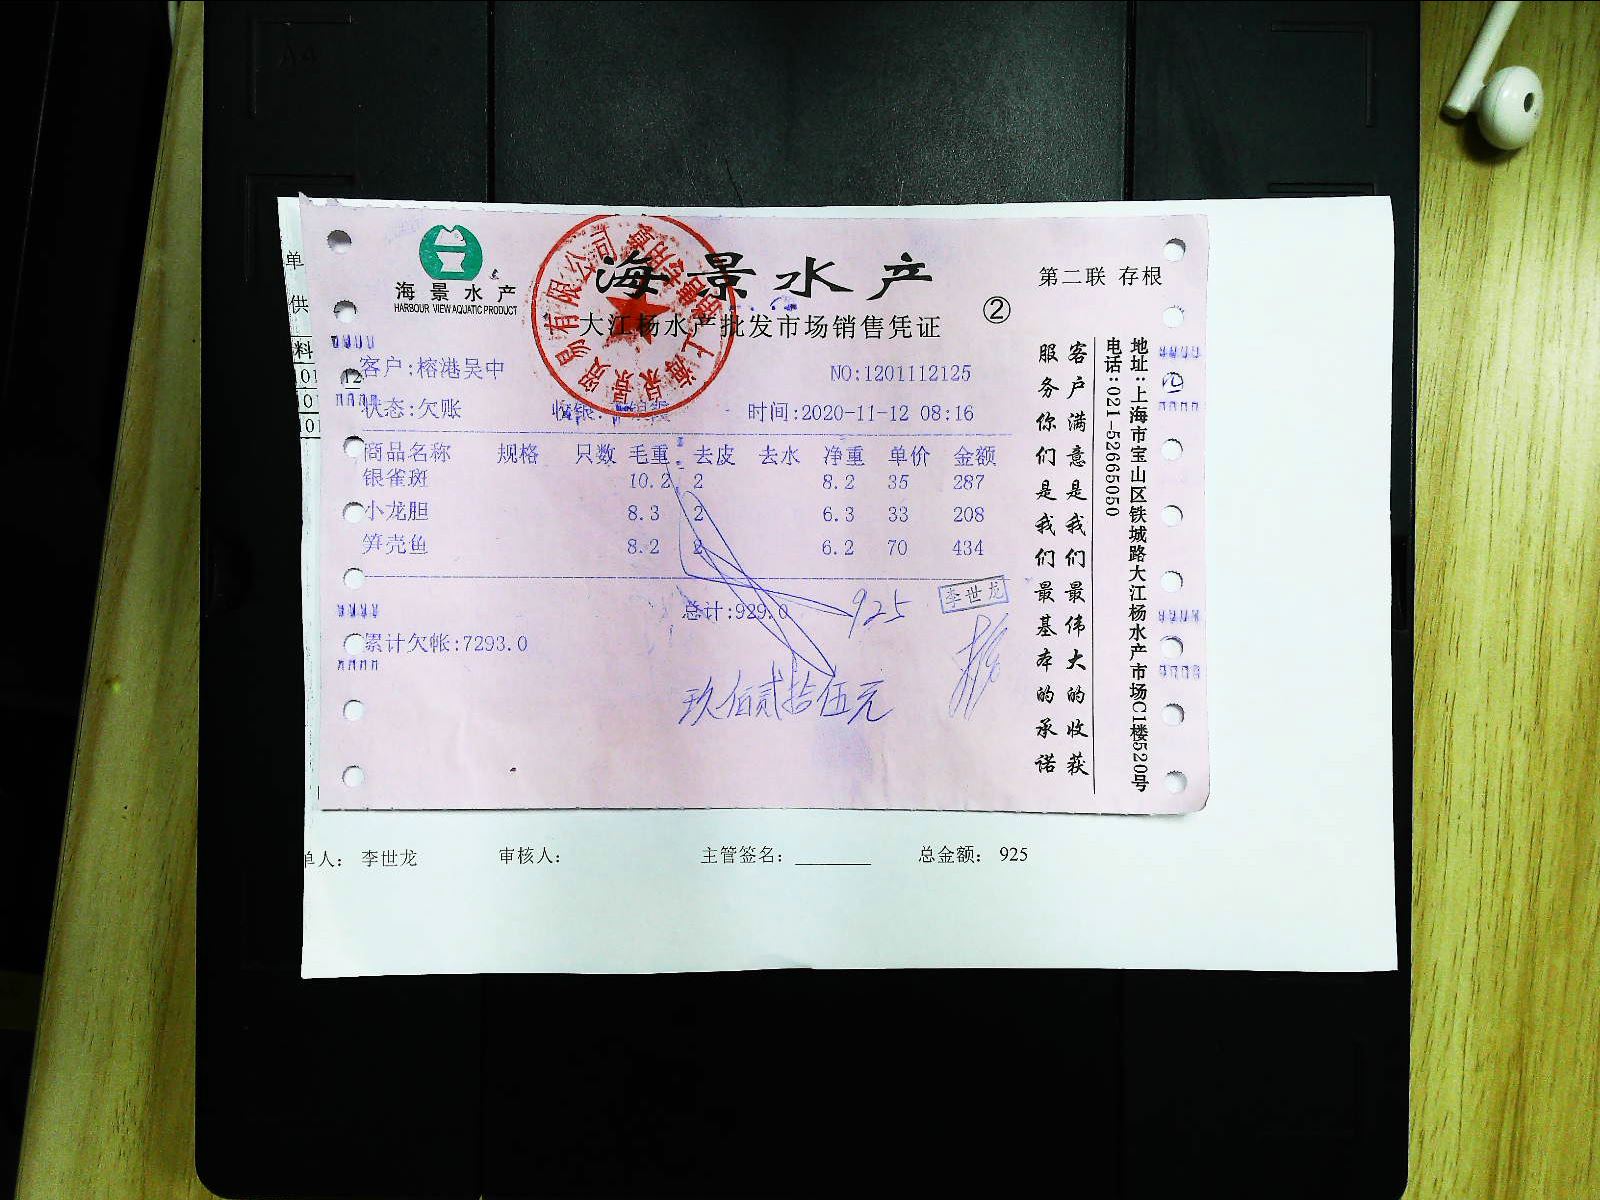 海景水产
HARBOUR VIEW AQUATIC PRODUCT
海景水产
大江杨水产批发市场销售凭证
②
第二联 存根
客户:榕港吴中
NO:1201112125
状态:欠账
收银:
时间:2020-11-12 08:16
商品名称 规格 只数 毛重 去皮 去水 净重 单价 金额
银雀斑 10.2 2 8.2 35 287
小龙胆 8.3 2 6.3 33 208
笋壳鱼 8.2 2 6.2 70 434
总计:929.0
925
李世龙
累计欠帐:7293.0
玖佰贰拾伍元
客户满意是我们最伟大的收获
服务你们是我们最基本的承诺
地址:上海市宝山区铁城路大江杨水产市场C1楼520号
电话:021-52665050
单
供
料
单人: 李世龙 审核人: 主管签名: 总金额: 925